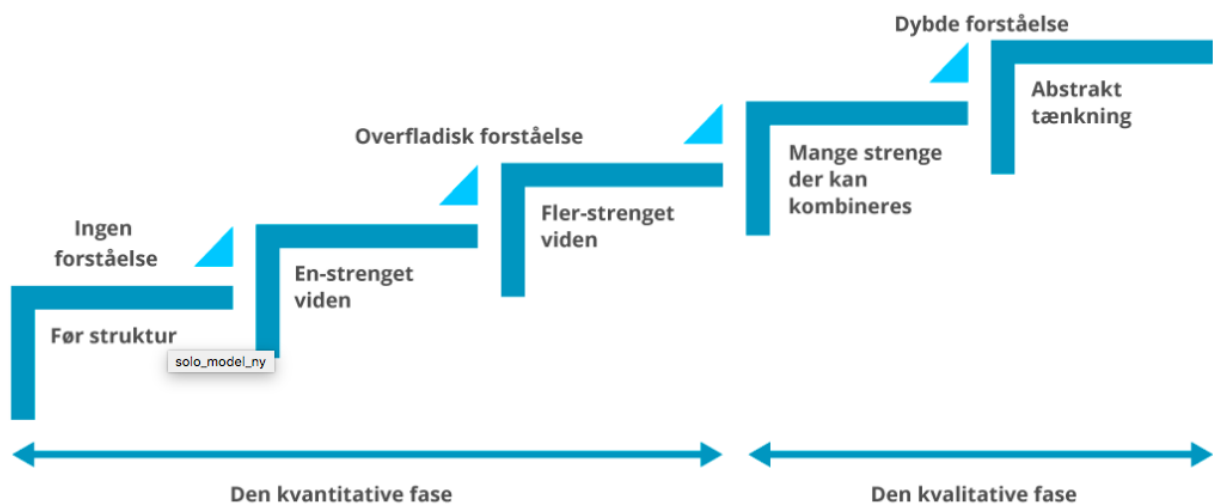 Dybde forståelse
Abstrakt
tænkning
Overfladisk forståelse
Mange strenge
der kan
kombineres
Fler-strenget
viden
Ingen
forståelse
En-strenget
viden
Før struktur
solo_model_ny
Den kvantitative fase
Den kvalitative fase